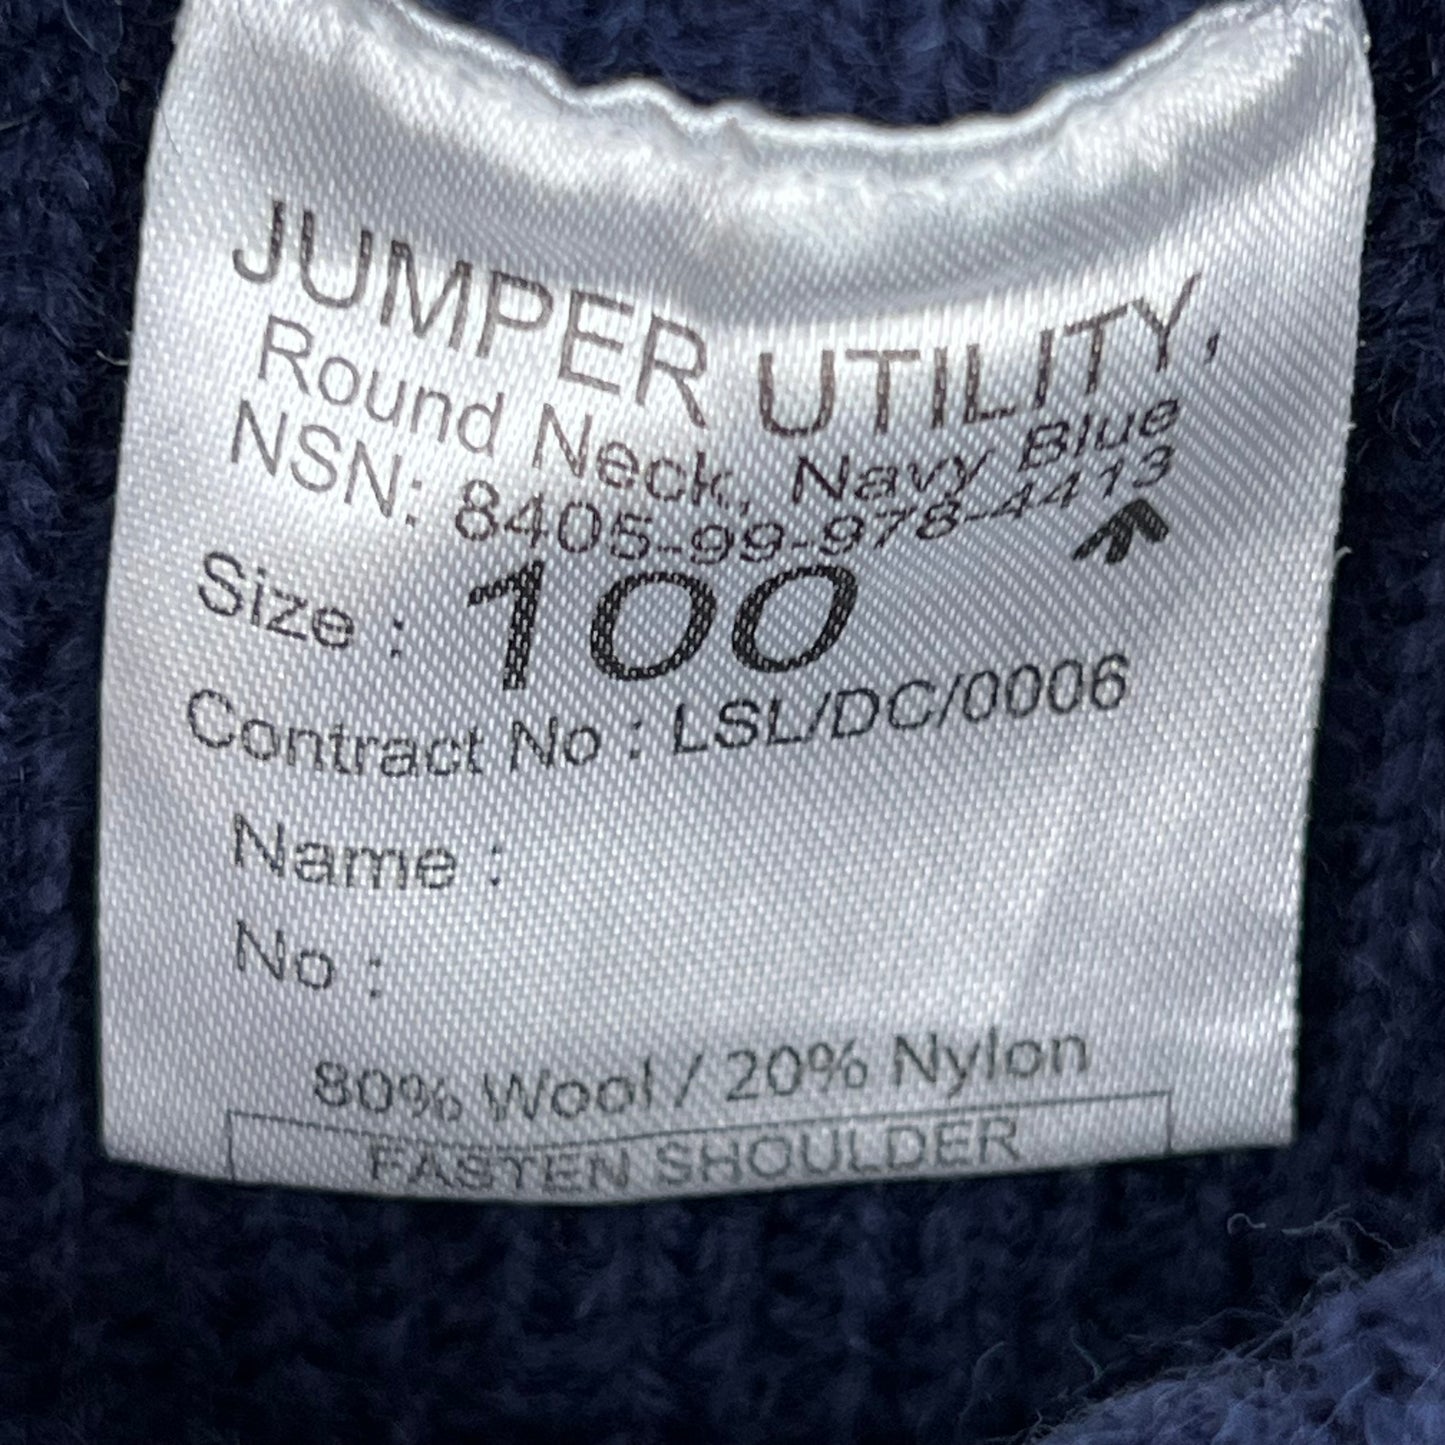 JUMPER UTILITY,
Round Neck, Navy Blue
NSN: 8405-99-978-4413
Size : 100
Contract No : LSL/DC/0006
Name :
No :
80% Wool / 20% Nylon
FASTEN SHOULDER